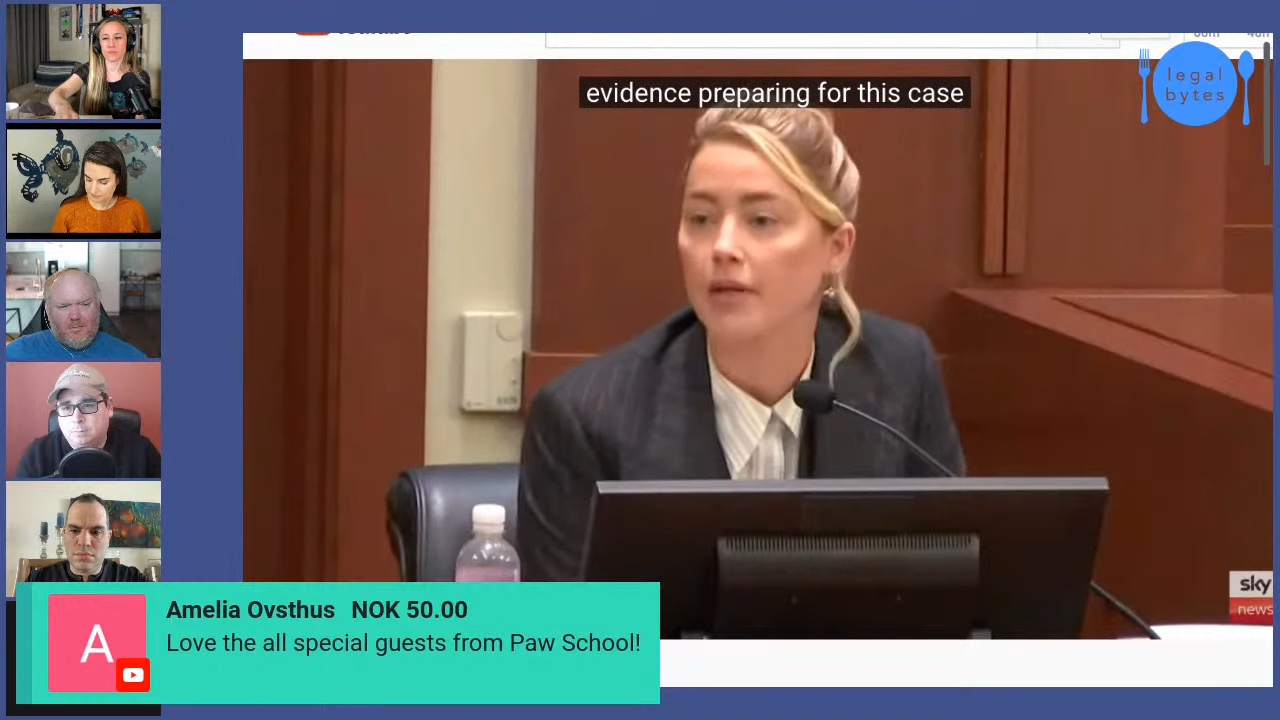 evidence preparing for this case
legal
bytes
sky
news
A
Amelia Ovsthus NOK 50.00
Love the all special guests from Paw School!